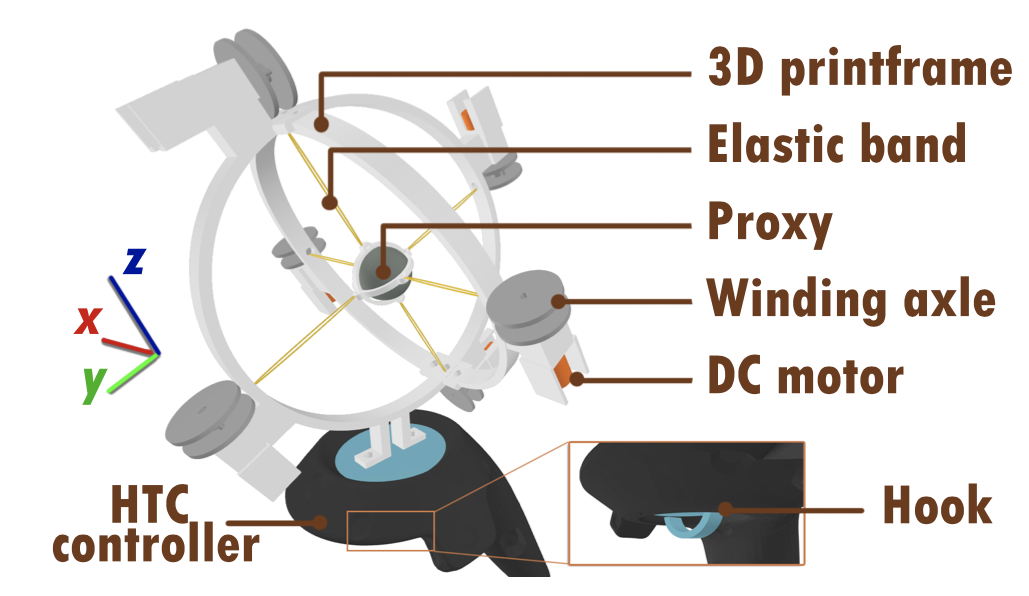 3D printframe
Elastic band
Proxy
z
Winding axle
x
y
DC motor
HTC
controller
Hook